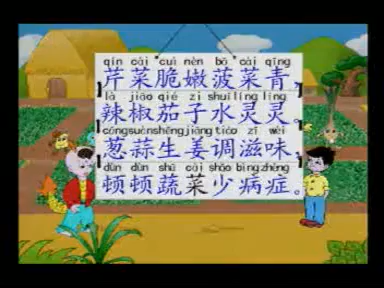 qín cài cuì nèn bō cài qīng
芹菜脆嫩菠菜青,
là jiāo qié zi shuǐ líng líng
辣椒茄子水灵灵。
cōng suàn shēng jiāng tiáo zī wèi
葱蒜生姜调滋味,
dùn dùn shū cài shǎo bìng zhèng
顿顿蔬菜少病症。